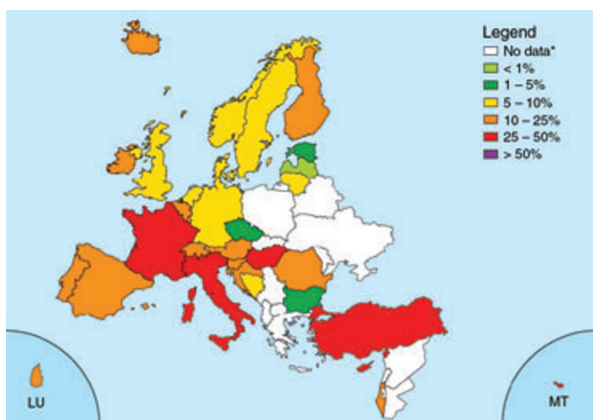 Legend
No data*
< 1%
1 – 5%
5 – 10%
10 – 25%
25 – 50%
> 50%
LU
MT